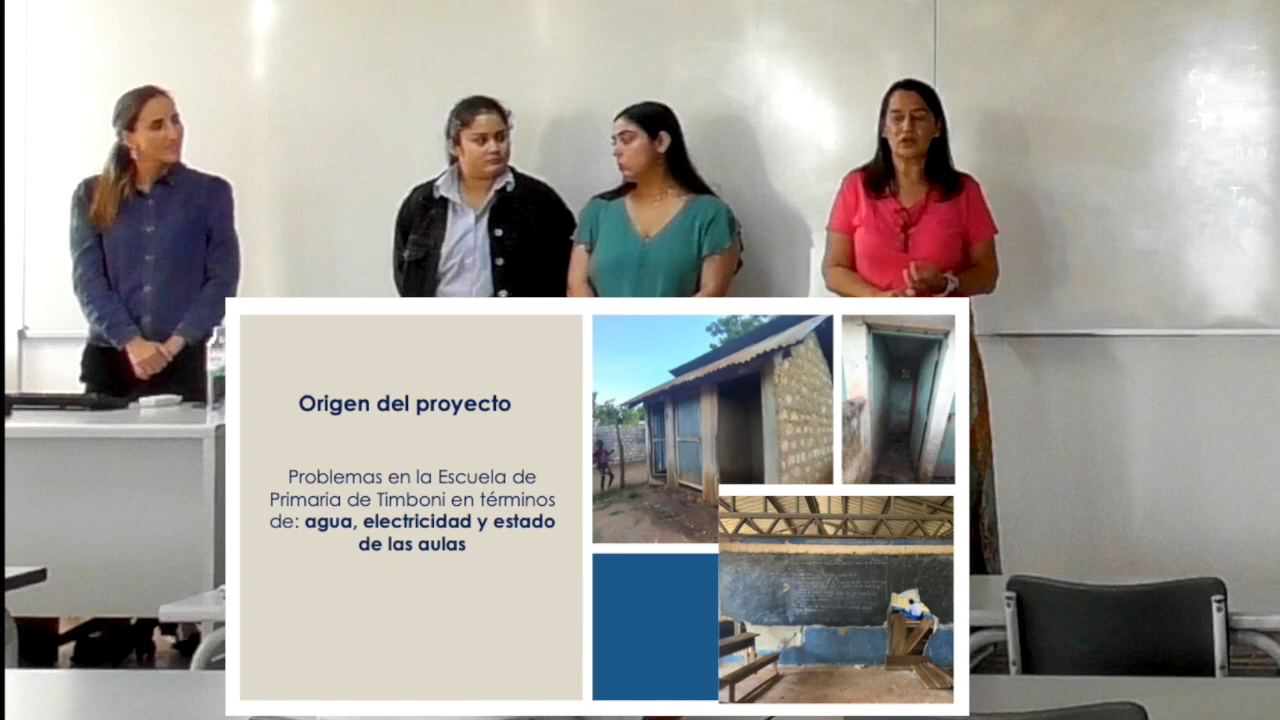 Origen del proyecto
Problemas en la Escuela de
Primaria de Timboni en términos
de: agua, electricidad y estado
de las aulas